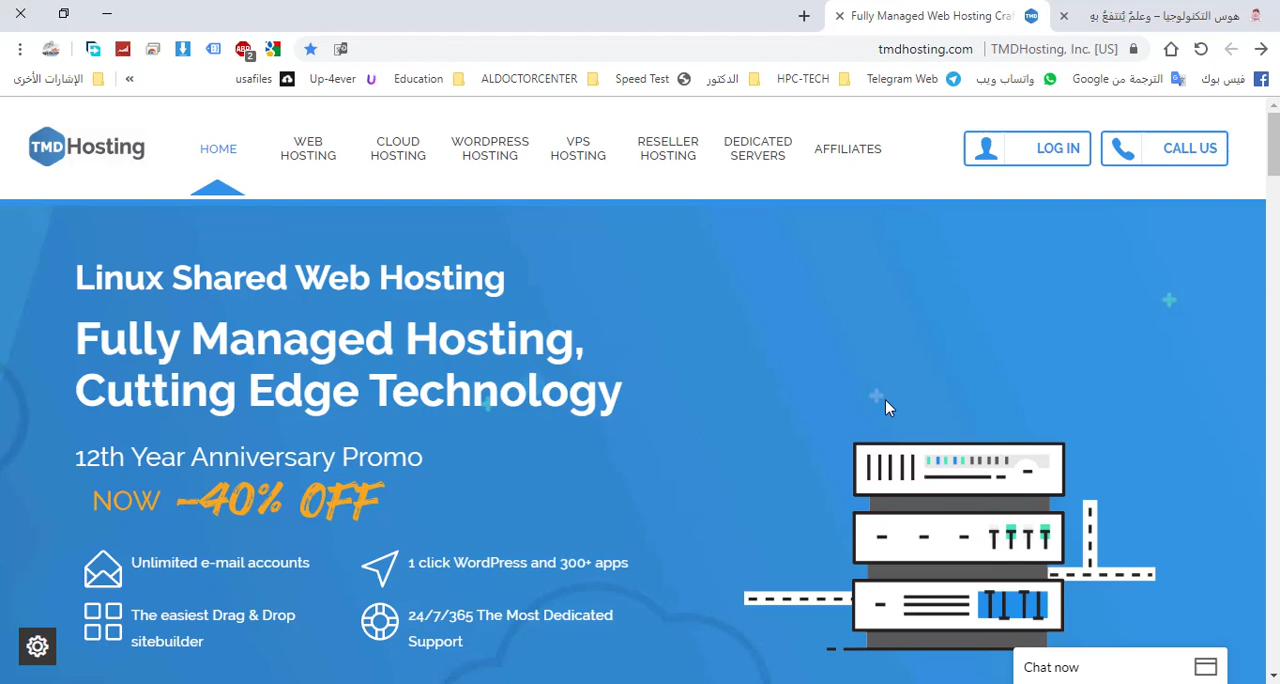 Fully Managed Web Hosting Cra
هوس التكنولوجيا – وعلمٌ يُنتفعُ بهِ
tmdhosting.com | TMDHosting, Inc. [US]
ABP 2
الإشارات الأخرى
»
usafiles
Up-4ever
Education
ALDOCTORCENTER
Speed Test
الدكتور
HPC-TECH
Telegram Web
واتساب ويب
الترجمة من Google
فيس بوك
TMDHosting
HOME
WEB HOSTING
CLOUD HOSTING
WORDPRESS HOSTING
VPS HOSTING
RESELLER HOSTING
DEDICATED SERVERS
AFFILIATES
LOG IN
CALL US
Linux Shared Web Hosting
Fully Managed Hosting,
Cutting Edge Technology
12th Year Anniversary Promo
NOW -40% OFF
Unlimited e-mail accounts
1 click WordPress and 300+ apps
The easiest Drag & Drop
sitebuilder
24/7/365 The Most Dedicated
Support
Chat now